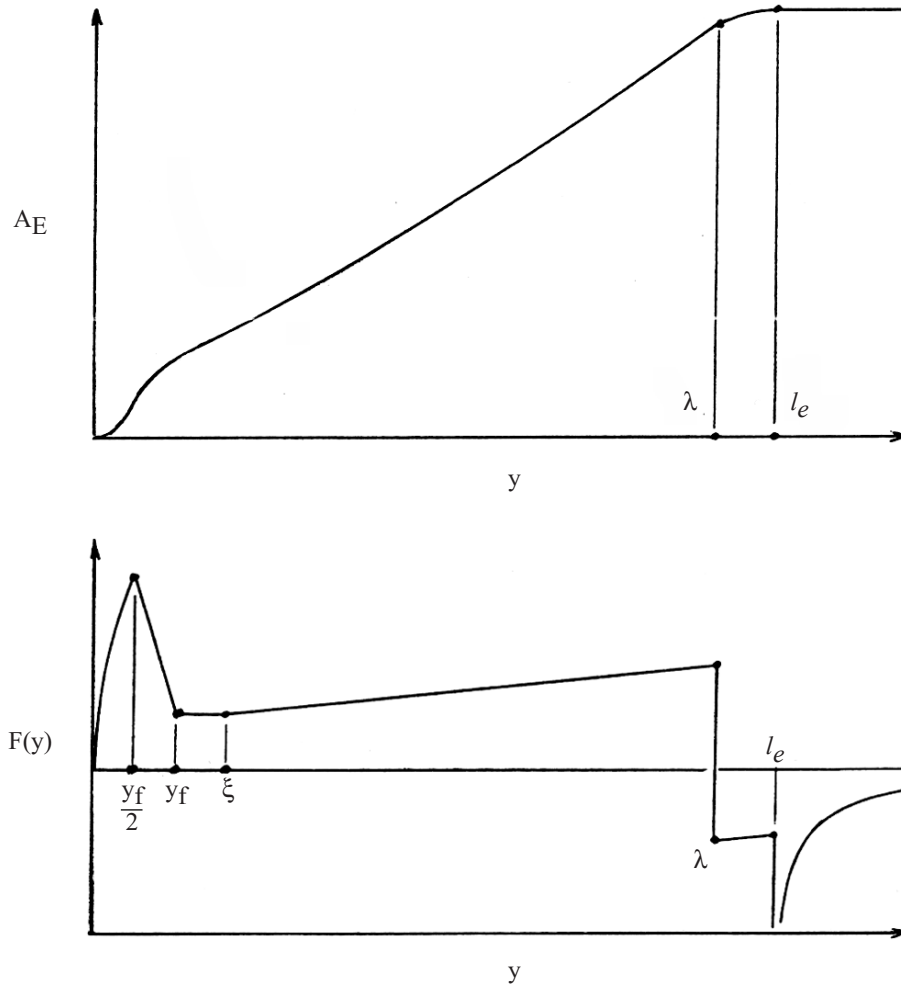 A_E
λ l_e
y
F(y)
l_e
y_f/2 y_f ξ
λ
y